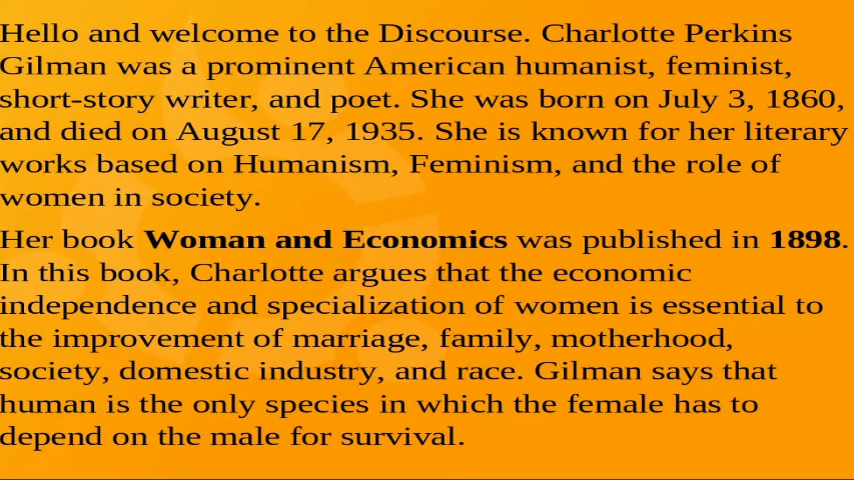 Hello and welcome to the Discourse. Charlotte Perkins
Gilman was a prominent American humanist, feminist,
short-story writer, and poet. She was born on July 3, 1860,
and died on August 17, 1935. She is known for her literary
works based on Humanism, Feminism, and the role of
women in society.
Her book Woman and Economics was published in 1898.
In this book, Charlotte argues that the economic
independence and specialization of women is essential to
the improvement of marriage, family, motherhood,
society, domestic industry, and race. Gilman says that
human is the only species in which the female has to
depend on the male for survival.